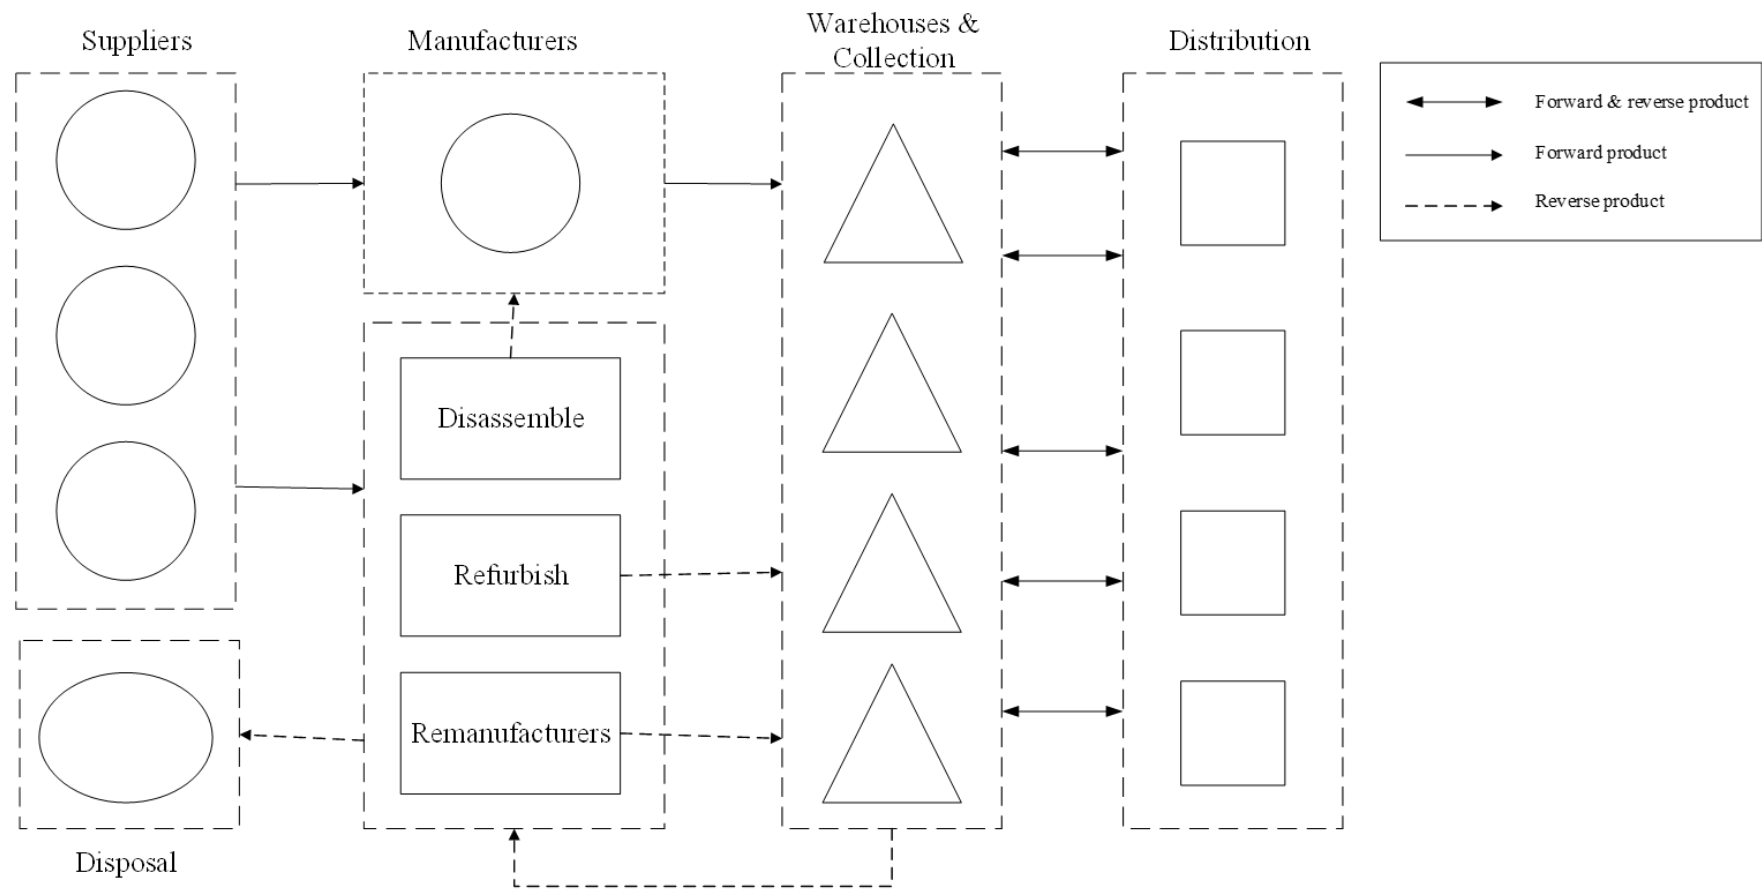 Suppliers
Manufacturers
Warehouses &
Collection
Distribution
Forward & reverse product
Forward product
Reverse product
Disassemble
Refurbish
Remanufacturers
Disposal